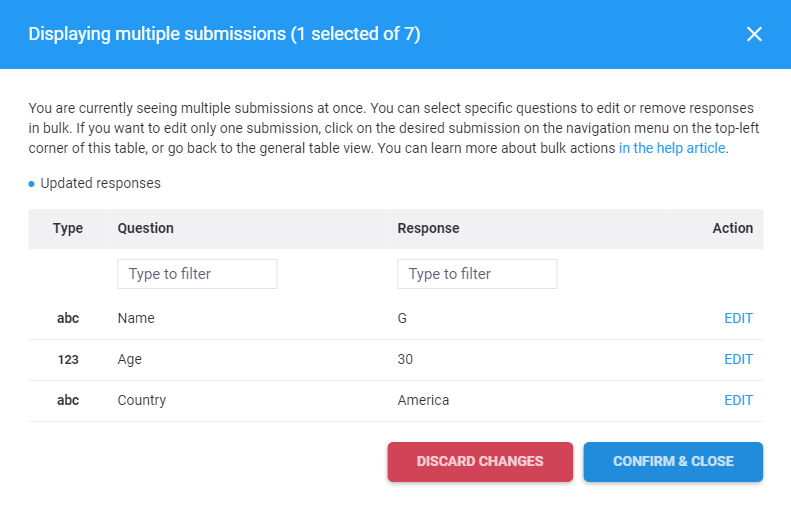 Displaying multiple submissions (1 selected of 7)
You are currently seeing multiple submissions at once. You can select specific questions to edit or remove responses
in bulk. If you want to edit only one submission, click on the desired submission on the navigation menu on the top-left
corner of this table, or go back to the general table view. You can learn more about bulk actions in the help article.
Updated responses
Type Question Response Action
Type to filter Type to filter
abc Name G EDIT
123 Age 30 EDIT
abc Country America EDIT
DISCARD CHANGES CONFIRM & CLOSE